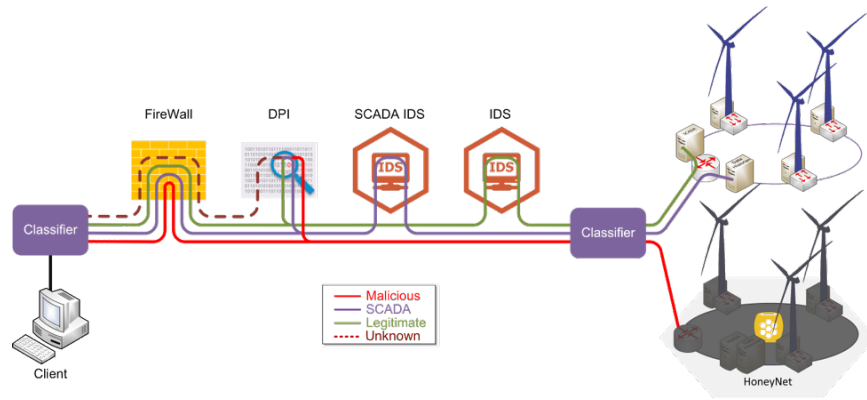 FireWall
DPI
SCADA IDS
IDS
IDS
IDS
Classifier
Classifier
Client
Malicious
SCADA
Legitimate
Unknown
HoneyNet